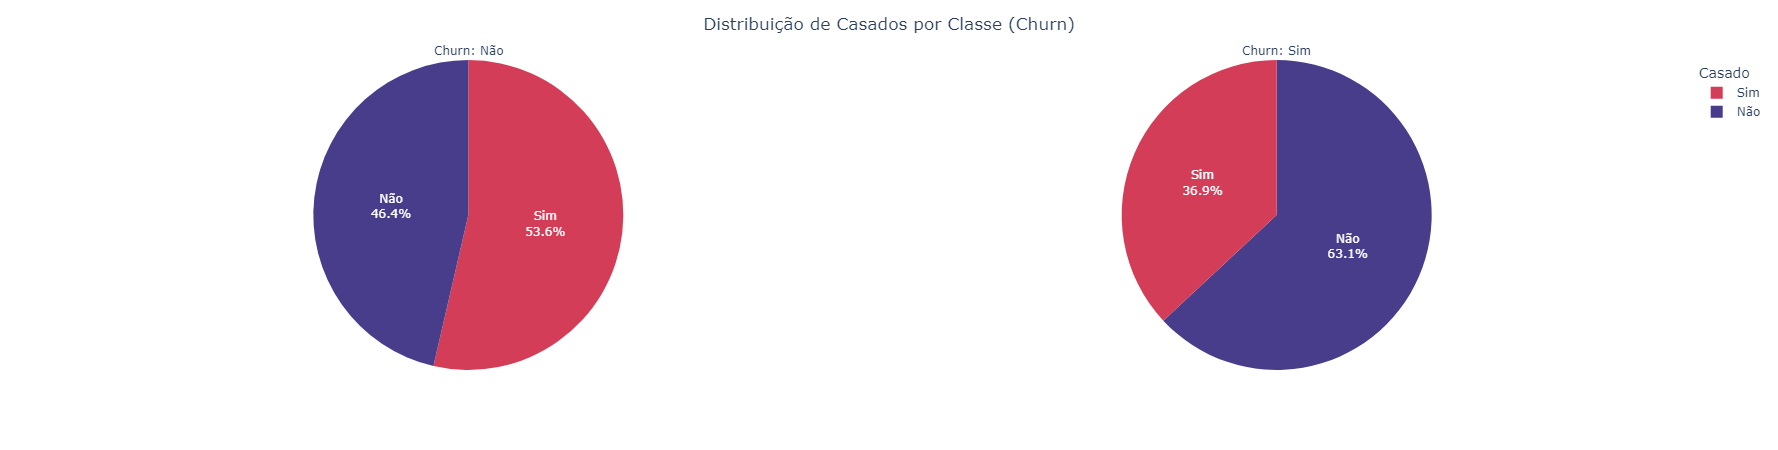 Distribuição de Casados por Classe (Churn)
Churn: Não
Não
46.4%
Sim
53.6%
Churn: Sim
Sim
36.9%
Não
63.1%
Casado
Sim
Não